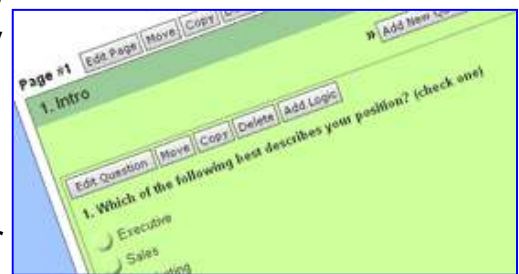 Page #1 Edit Page Move Copy
» Add New
1. Intro
Edit Question Move Copy Delete Add Logic
1. Which of the following best describes your position? (check one)
Executive
Sales